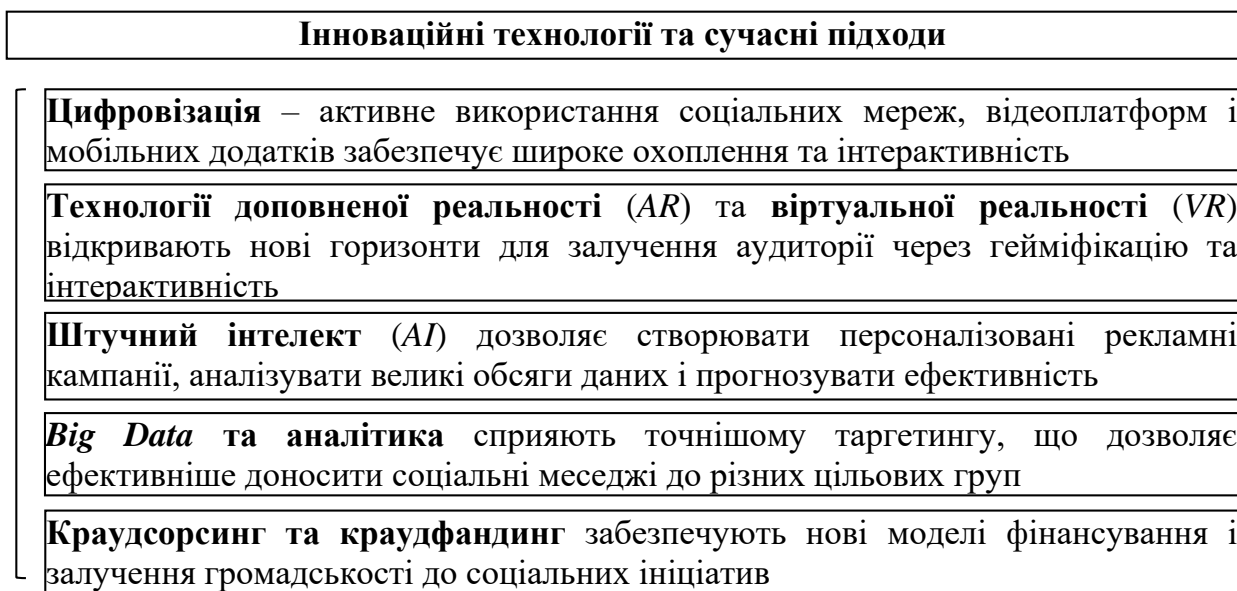 Інноваційні технології та сучасні підходи
Цифровізація – активне використання соціальних мереж, відеоплатформ і
мобільних додатків забезпечує широке охоплення та інтерактивність
Технології доповненої реальності (AR) та віртуальної реальності (VR)
відкривають нові горизонти для залучення аудиторії через гейміфікацію та
інтерактивність
Штучний інтелект (AI) дозволяє створювати персоналізовані рекламні
кампанії, аналізувати великі обсяги даних і прогнозувати ефективність
Big Data та аналітика сприяють точнішому таргетингу, що дозволяє
ефективніше доносити соціальні меседжі до різних цільових груп
Краудсорсинг та краудфандинг забезпечують нові моделі фінансування і
залучення громадськості до соціальних ініціатив